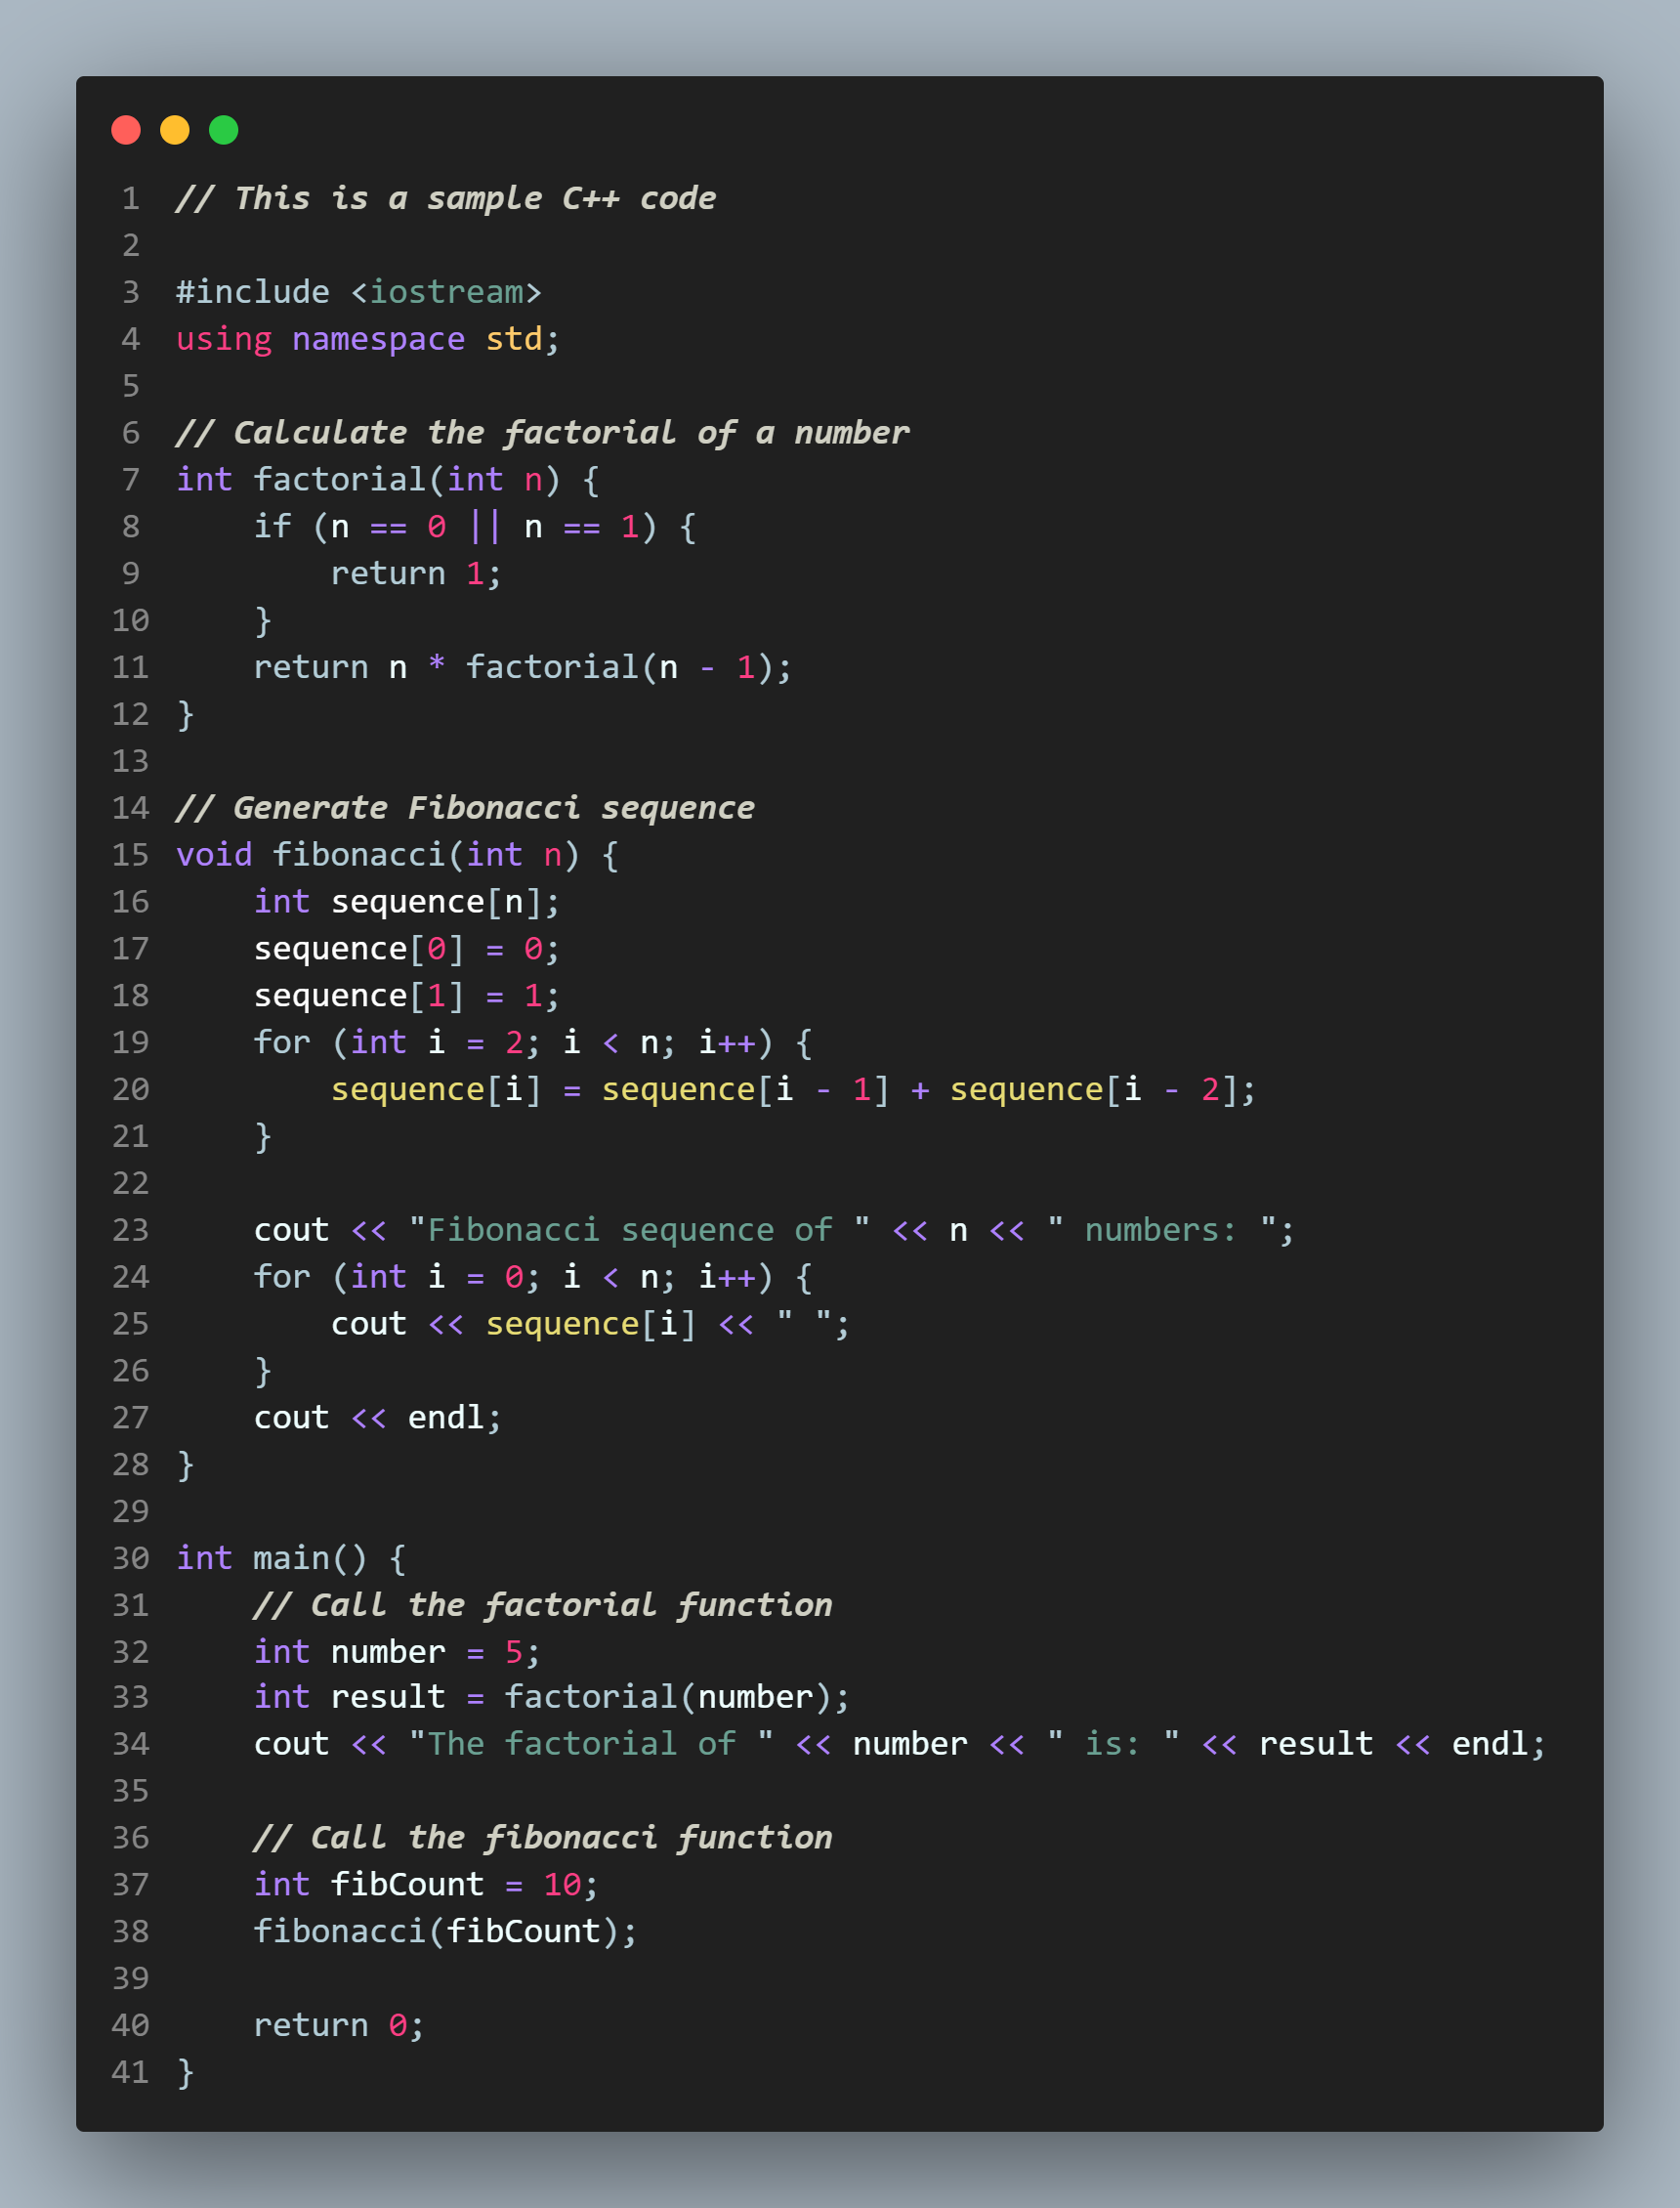 1 // This is a sample C++ code
2
3 #include <iostream>
4 using namespace std;
5
6 // Calculate the factorial of a number
7 int factorial(int n) {
8     if (n == 0 || n == 1) {
9         return 1;
10     }
11     return n * factorial(n - 1);
12 }
13
14 // Generate Fibonacci sequence
15 void fibonacci(int n) {
16     int sequence[n];
17     sequence[0] = 0;
18     sequence[1] = 1;
19     for (int i = 2; i < n; i++) {
20         sequence[i] = sequence[i - 1] + sequence[i - 2];
21     }
22
23     cout << "Fibonacci sequence of " << n << " numbers: ";
24     for (int i = 0; i < n; i++) {
25         cout << sequence[i] << " ";
26     }
27     cout << endl;
28 }
29
30 int main() {
31     // Call the factorial function
32     int number = 5;
33     int result = factorial(number);
34     cout << "The factorial of " << number << " is: " << result << endl;
35
36     // Call the fibonacci function
37     int fibCount = 10;
38     fibonacci(fibCount);
39
40     return 0;
41 }